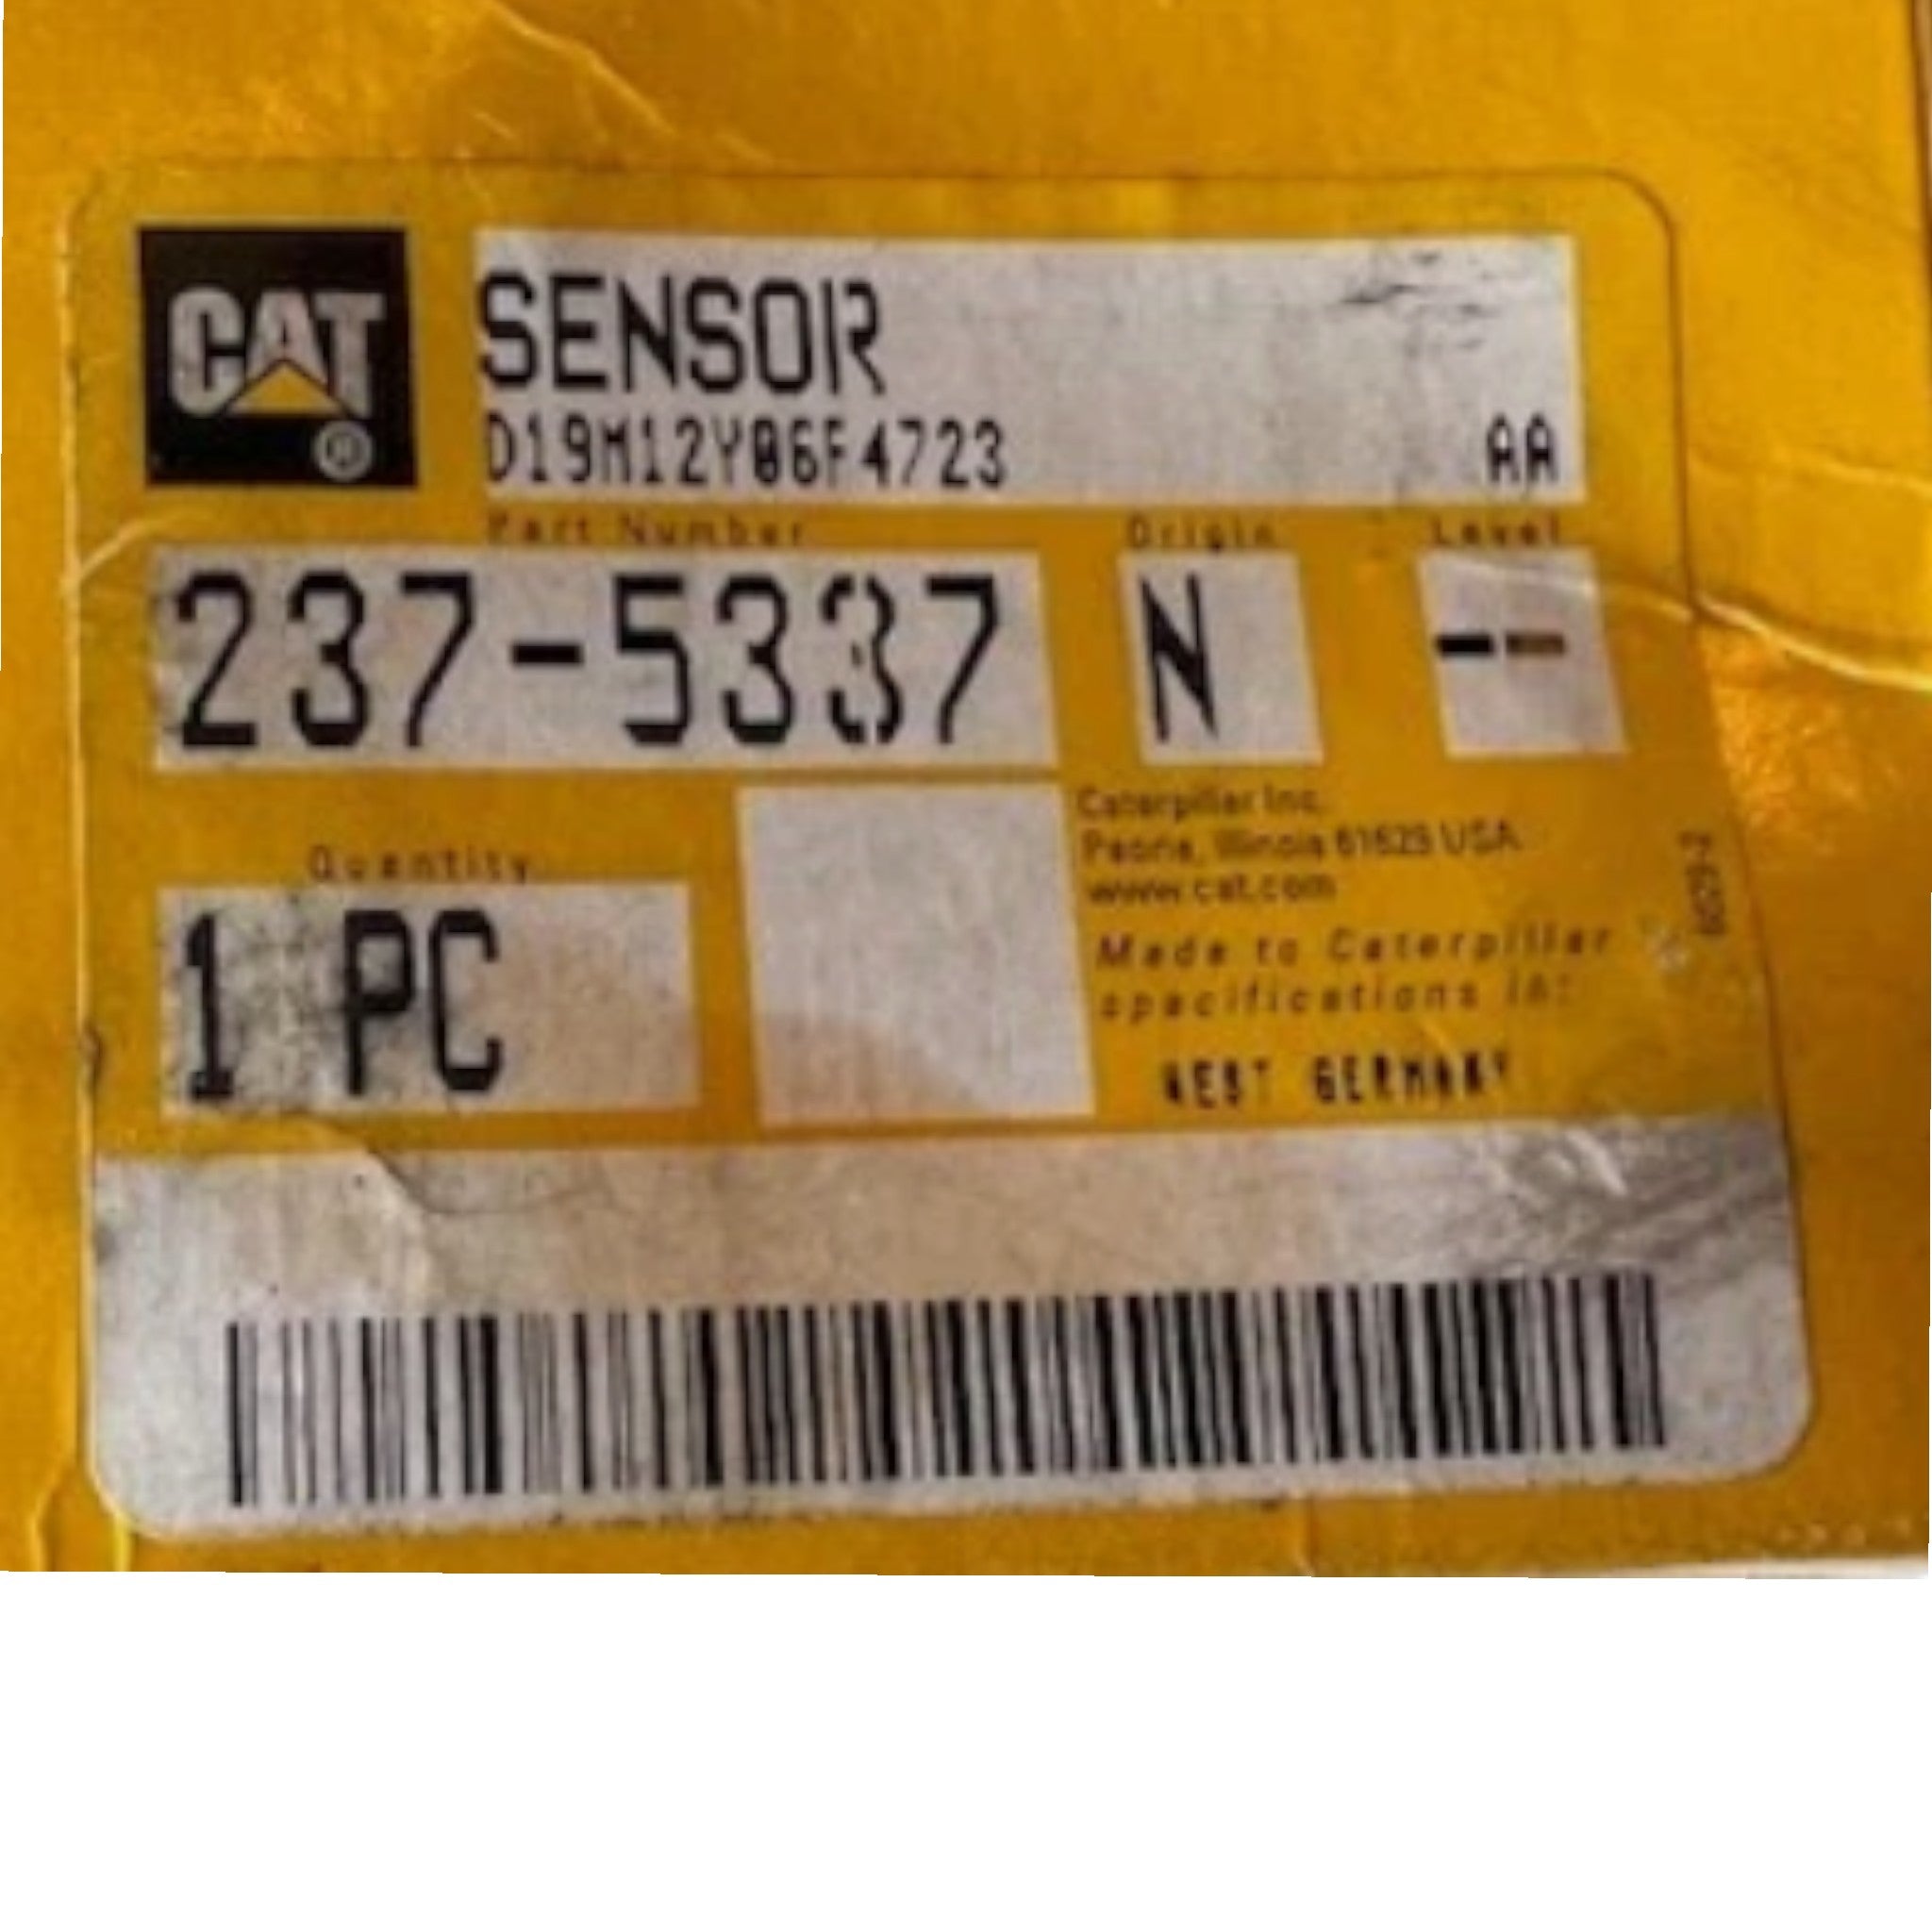 CAT
®
SENSOR
D19M12Y06F4723 AA
Part Number Origin Level
237-5337 N --
Caterpillar Inc.
Peoria, Illinois 61629 USA
www.cat.com
Quantity
1 PC
Made to Caterpillar
specifications in:
WEST GERMANY